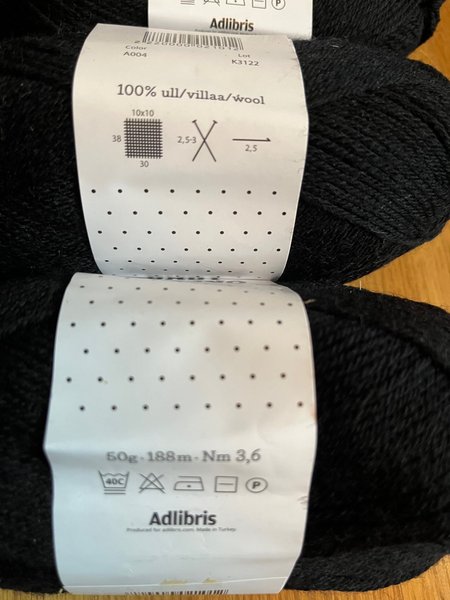 Adlibris
Color Lot
A004 K3122
100% ull/villaa/wool
10x10
38 2,5-3 2,5
30
50g · 188m · Nm 3,6
40C P
Adlibris
Produced for adlibris.com Made in Turkey